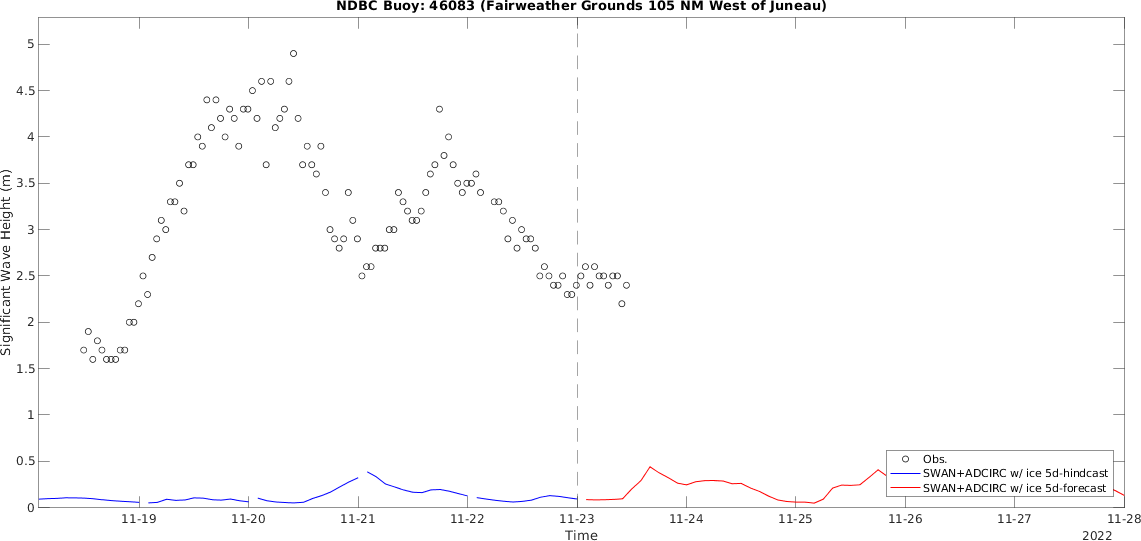 NDBC Buoy: 46083 (Fairweather Grounds 105 NM West of Juneau)
5
4.5
4
3.5
3
2.5
2
1.5
1
0.5
0
Significant Wave Height (m)
Obs.
SWAN+ADCIRC w/ ice 5d-hindcast
SWAN+ADCIRC w/ ice 5d-forecast
11-19 11-20 11-21 11-22 11-23 11-24 11-25 11-26 11-27 11-28
Time
2022